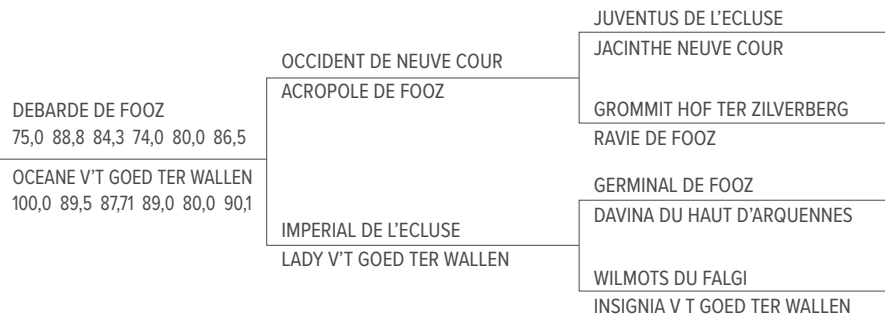 DEBARDE DE FOOZ
75,0 88,8 84,3 74,0 80,0 86,5
OCEANE V'T GOED TER WALLEN
100,0 89,5 87,71 89,0 80,0 90,1
OCCIDENT DE NEUVE COUR
ACROPOLE DE FOOZ
IMPERIAL DE L'ECLUSE
LADY V'T GOED TER WALLEN
JUVENTUS DE L'ECLUSE
JACINTHE NEUVE COUR
GROMMIT HOF TER ZILVERBERG
RAVIE DE FOOZ
GERMINAL DE FOOZ
DAVINA DU HAUT D'ARQUENNES
WILMOTS DU FALGI
INSIGNIA V T GOED TER WALLEN